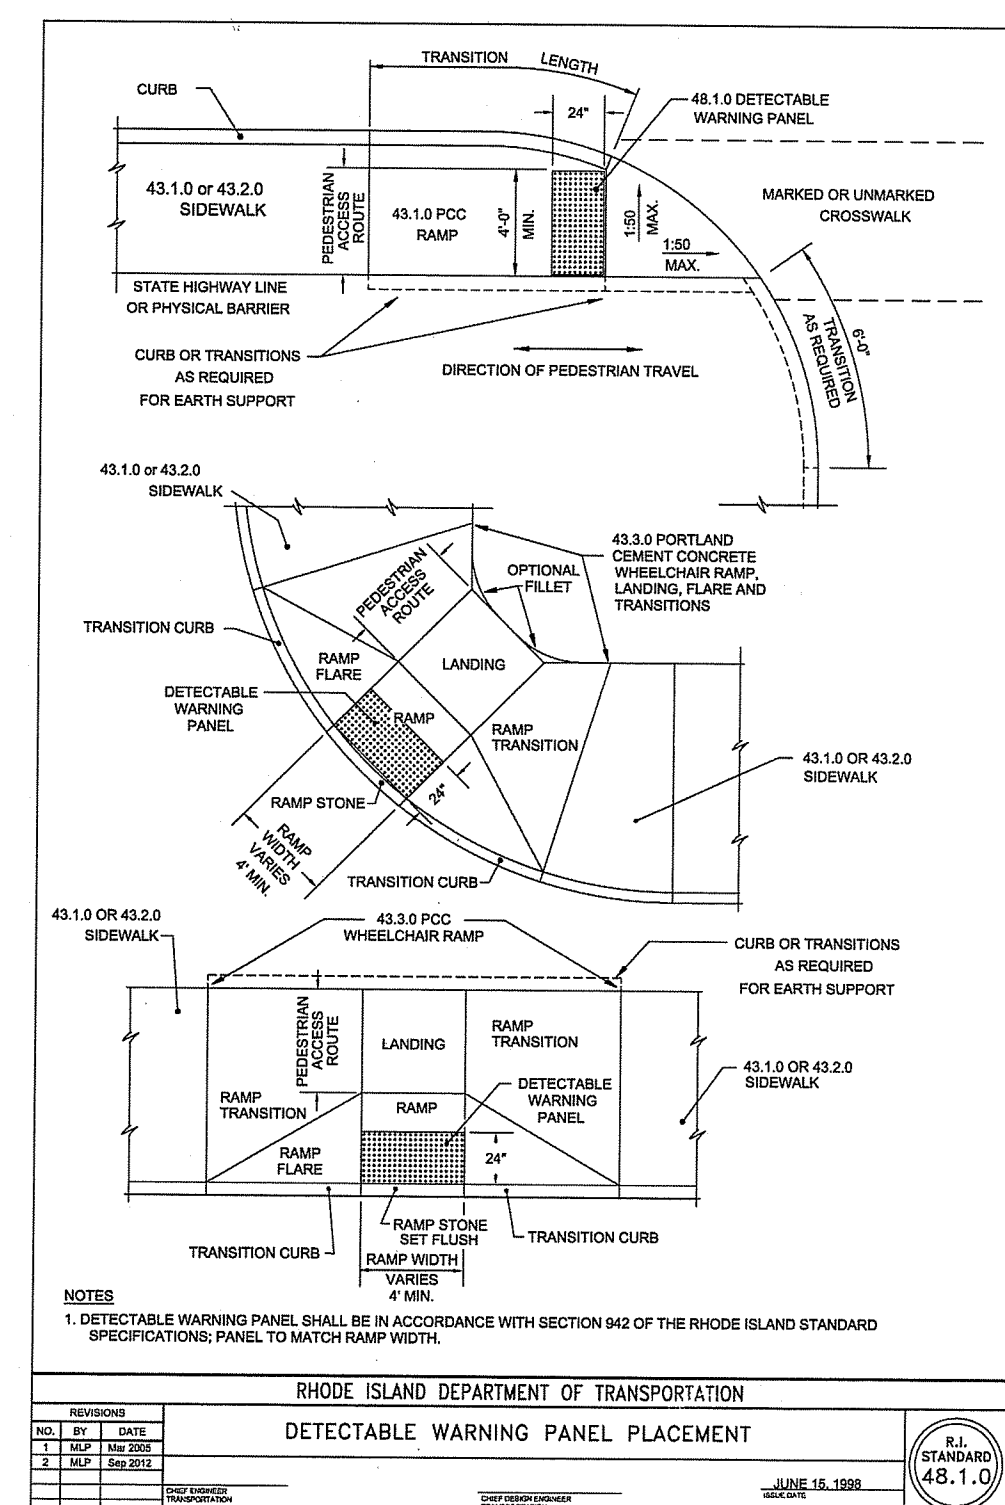 TRANSITION LENGTH
CURB
24"
48.1.0 DETECTABLE
WARNING PANEL
43.1.0 or 43.2.0
SIDEWALK
PEDESTRIAN
ACCESS
ROUTE
43.1.0 PCC
RAMP
4'-0"
MIN.
1:50
MAX.
1:50
MAX.
MARKED OR UNMARKED
CROSSWALK
STATE HIGHWAY LINE
OR PHYSICAL BARRIER
CURB OR TRANSITIONS
AS REQUIRED
FOR EARTH SUPPORT
DIRECTION OF PEDESTRIAN TRAVEL
6'-0"
TRANSITION
AS REQUIRED
43.1.0 or 43.2.0
SIDEWALK
PEDESTRIAN
ACCESS
ROUTE
OPTIONAL
FILLET
43.3.0 PORTLAND
CEMENT CONCRETE
WHEELCHAIR RAMP,
LANDING, FLARE AND
TRANSITIONS
TRANSITION CURB
RAMP
FLARE
LANDING
DETECTABLE
WARNING
PANEL
RAMP
RAMP
TRANSITION
43.1.0 OR 43.2.0
SIDEWALK
RAMP STONE
24"
RAMP
WIDTH
VARIES
4' MIN.
TRANSITION CURB
43.1.0 OR 43.2.0
SIDEWALK
43.3.0 PCC
WHEELCHAIR RAMP
CURB OR TRANSITIONS
AS REQUIRED
FOR EARTH SUPPORT
PEDESTRIAN
ACCESS
ROUTE
LANDING
RAMP
TRANSITION
RAMP
TRANSITION
RAMP
DETECTABLE
WARNING
PANEL
43.1.0 OR 43.2.0
SIDEWALK
RAMP
FLARE
24"
TRANSITION CURB
RAMP STONE
SET FLUSH
TRANSITION CURB
RAMP WIDTH
VARIES
4' MIN.
NOTES
1. DETECTABLE WARNING PANEL SHALL BE IN ACCORDANCE WITH SECTION 942 OF THE RHODE ISLAND STANDARD
SPECIFICATIONS; PANEL TO MATCH RAMP WIDTH.
RHODE ISLAND DEPARTMENT OF TRANSPORTATION
REVISIONS
NO. BY DATE
1 MLP Mar 2005
2 MLP Sep 2012
DETECTABLE WARNING PANEL PLACEMENT
CHIEF ENGINEER
TRANSPORTATION
CHIEF DESIGN ENGINEER
JUNE 15, 1998
ISSUE DATE
R.I.
STANDARD
48.1.0